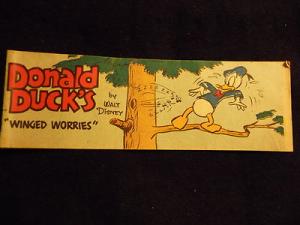 Donald
DUCK'S
by
WALT
DISNEY
"WINGED WORRIES"